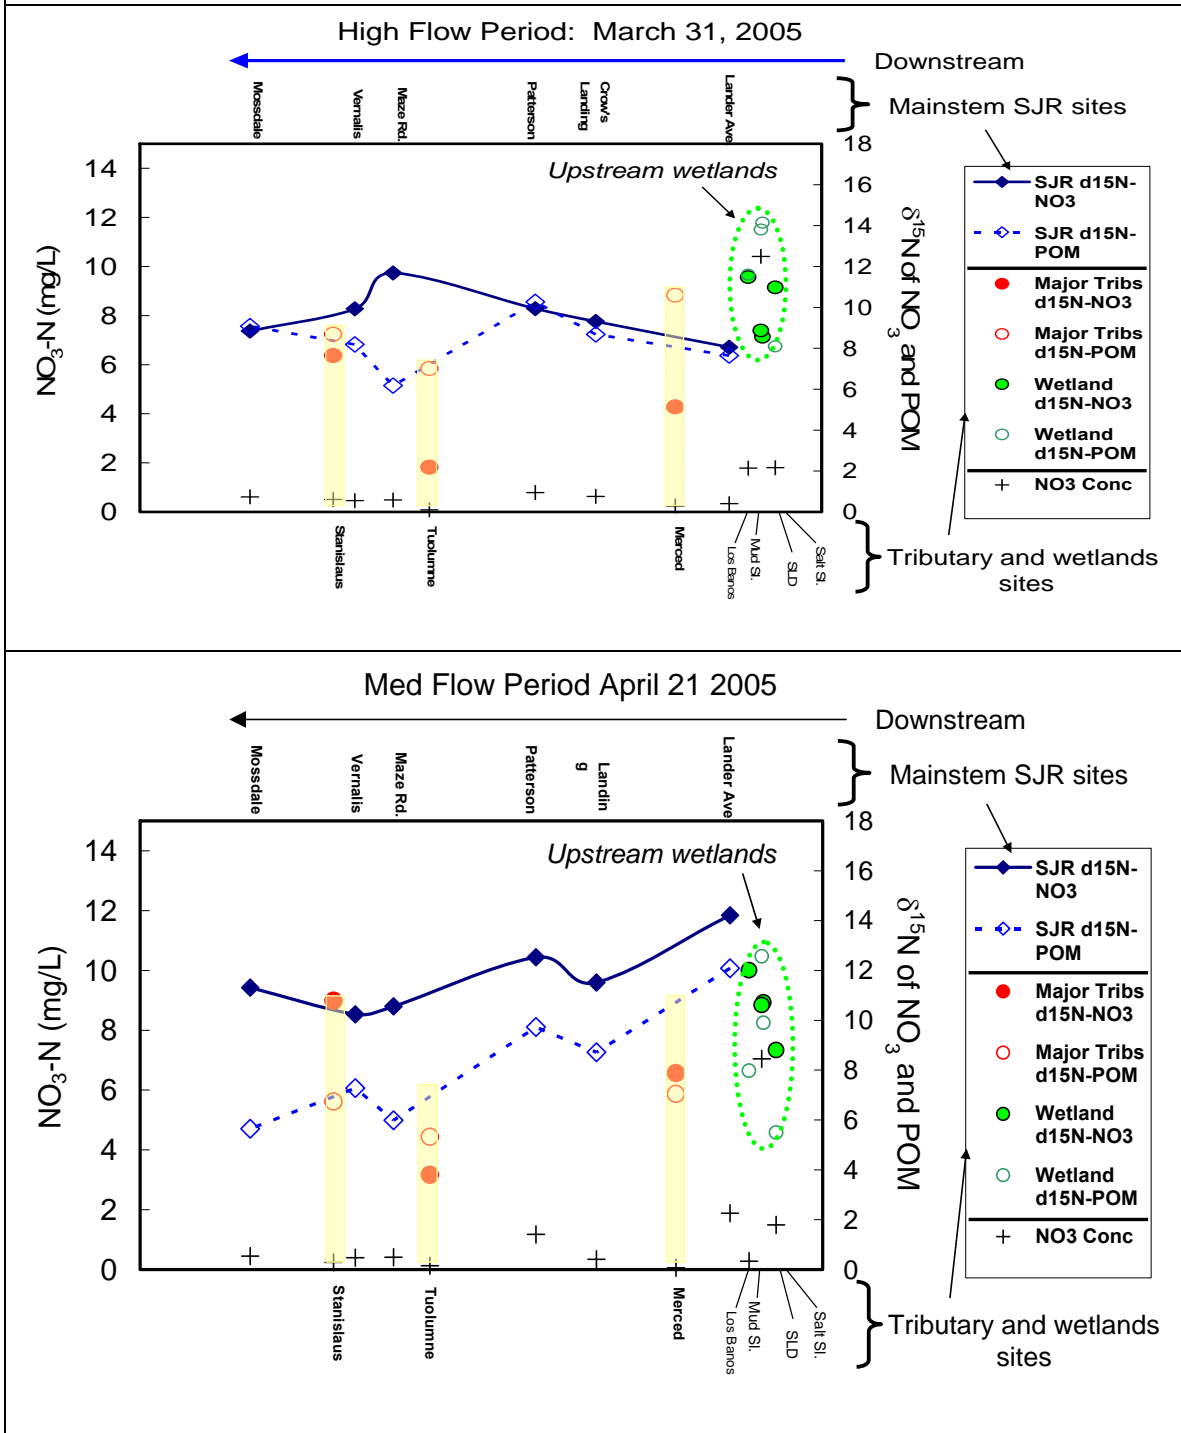 High Flow Period: March 31, 2005
Downstream
Mainstem SJR sites
Mossdale
Vernalis
Maze Rd.
Patterson
Crow's
Landing
Lander Ave
NO3-N (mg/L)
14
12
10
8
6
4
2
0
Upstream wetlands
18
16
14
12
10
8
6
4
2
0
δ15N of NO3 and POM
SJR d15N-
NO3
SJR d15N-
POM
Major Tribs
d15N-NO3
Major Tribs
d15N-POM
Wetland
d15N-NO3
Wetland
d15N-POM
NO3 Conc
Stanislaus
Tuolumne
Merced
Los Banos
Mud Sl.
SLD
Salt Sl.
Tributary and wetlands
sites
Med Flow Period April 21 2005
Downstream
Mainstem SJR sites
Mossdale
Vernalis
Maze Rd.
Patterson
Landin
g
Lander Ave
NO3-N (mg/L)
14
12
10
8
6
4
2
0
Upstream wetlands
18
16
14
12
10
8
6
4
2
0
δ15N of NO3 and POM
SJR d15N-
NO3
SJR d15N-
POM
Major Tribs
d15N-NO3
Major Tribs
d15N-POM
Wetland
d15N-NO3
Wetland
d15N-POM
NO3 Conc
Stanislaus
Tuolumne
Merced
Los Banos
Mud Sl.
SLD
Salt Sl.
Tributary and wetlands
sites